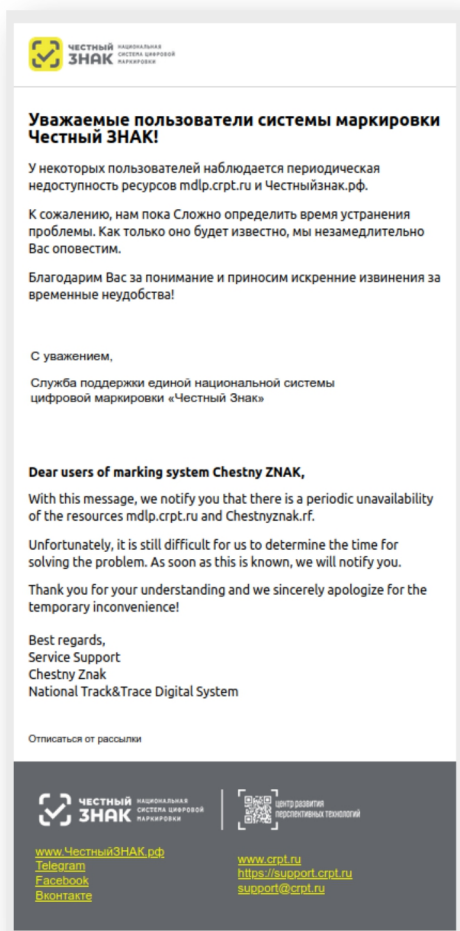 ЧЕСТНЫЙ
ЗНАК
НАЦИОНАЛЬНАЯ
СИСТЕМА ЦИФРОВОЙ
МАРКИРОВКИ
Уважаемые пользователи системы маркировки
Честный ЗНАК!
У некоторых пользователей наблюдается периодическая
недоступность ресурсов mdlp.crpt.ru и Честныйзнак.рф.
К сожалению, нам пока Сложно определить время устранения
проблемы. Как только оно будет известно, мы незамедлительно
Вас оповестим.
Благодарим Вас за понимание и приносим искренние извинения за
временные неудобства!
С уважением,
Служба поддержки единой национальной системы
цифровой маркировки «Честный Знак»
Dear users of marking system Chestny ZNAK,
With this message, we notify you that there is a periodic unavailability
of the resources mdlp.crpt.ru and Chestnyznak.rf.
Unfortunately, it is still difficult for us to determine the time for
solving the problem. As soon as this is known, we will notify you.
Thank you for your understanding and we sincerely apologize for the
temporary inconvenience!
Best regards,
Service Support
Chestny Znak
National Track&Trace Digital System
Отписаться от рассылки
ЧЕСТНЫЙ
ЗНАК
НАЦИОНАЛЬНАЯ
СИСТЕМА ЦИФРОВОЙ
МАРКИРОВКИ
центр развития
перспективных технологий
www.ЧестныйЗНАК.рф
Telegram
Facebook
Вконтакте
www.crpt.ru
https://support.crpt.ru
support@crpt.ru